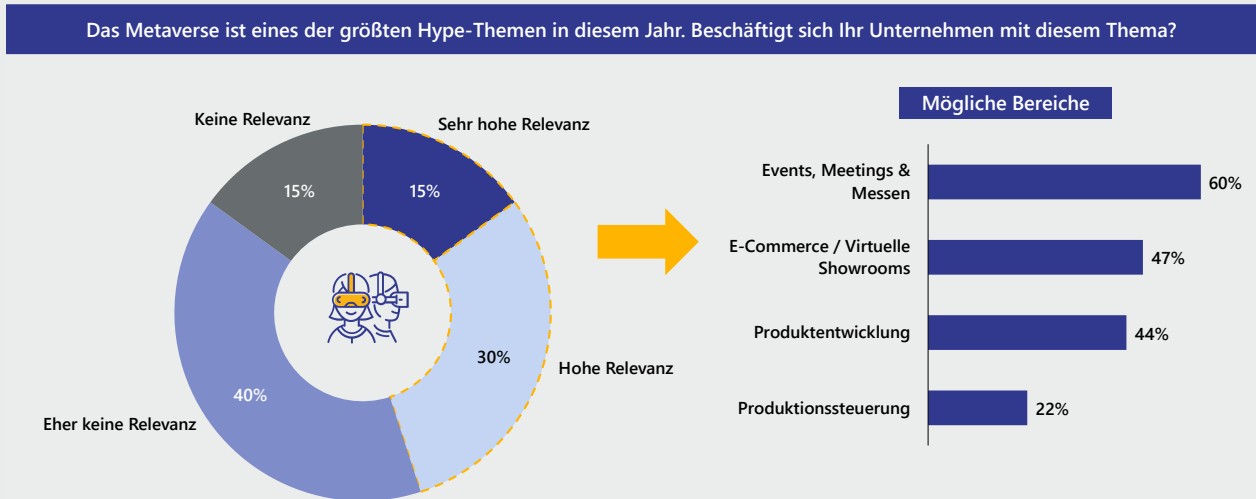 Das Metaverse ist eines der größten Hype-Themen in diesem Jahr. Beschäftigt sich Ihr Unternehmen mit diesem Thema?
Keine Relevanz
Sehr hohe Relevanz
15%
15%
30%
Hohe Relevanz
40%
Eher keine Relevanz
Mögliche Bereiche
Events, Meetings &
Messen
60%
E-Commerce / Virtuelle
Showrooms
47%
Produktentwicklung
44%
Produktionssteuerung
22%